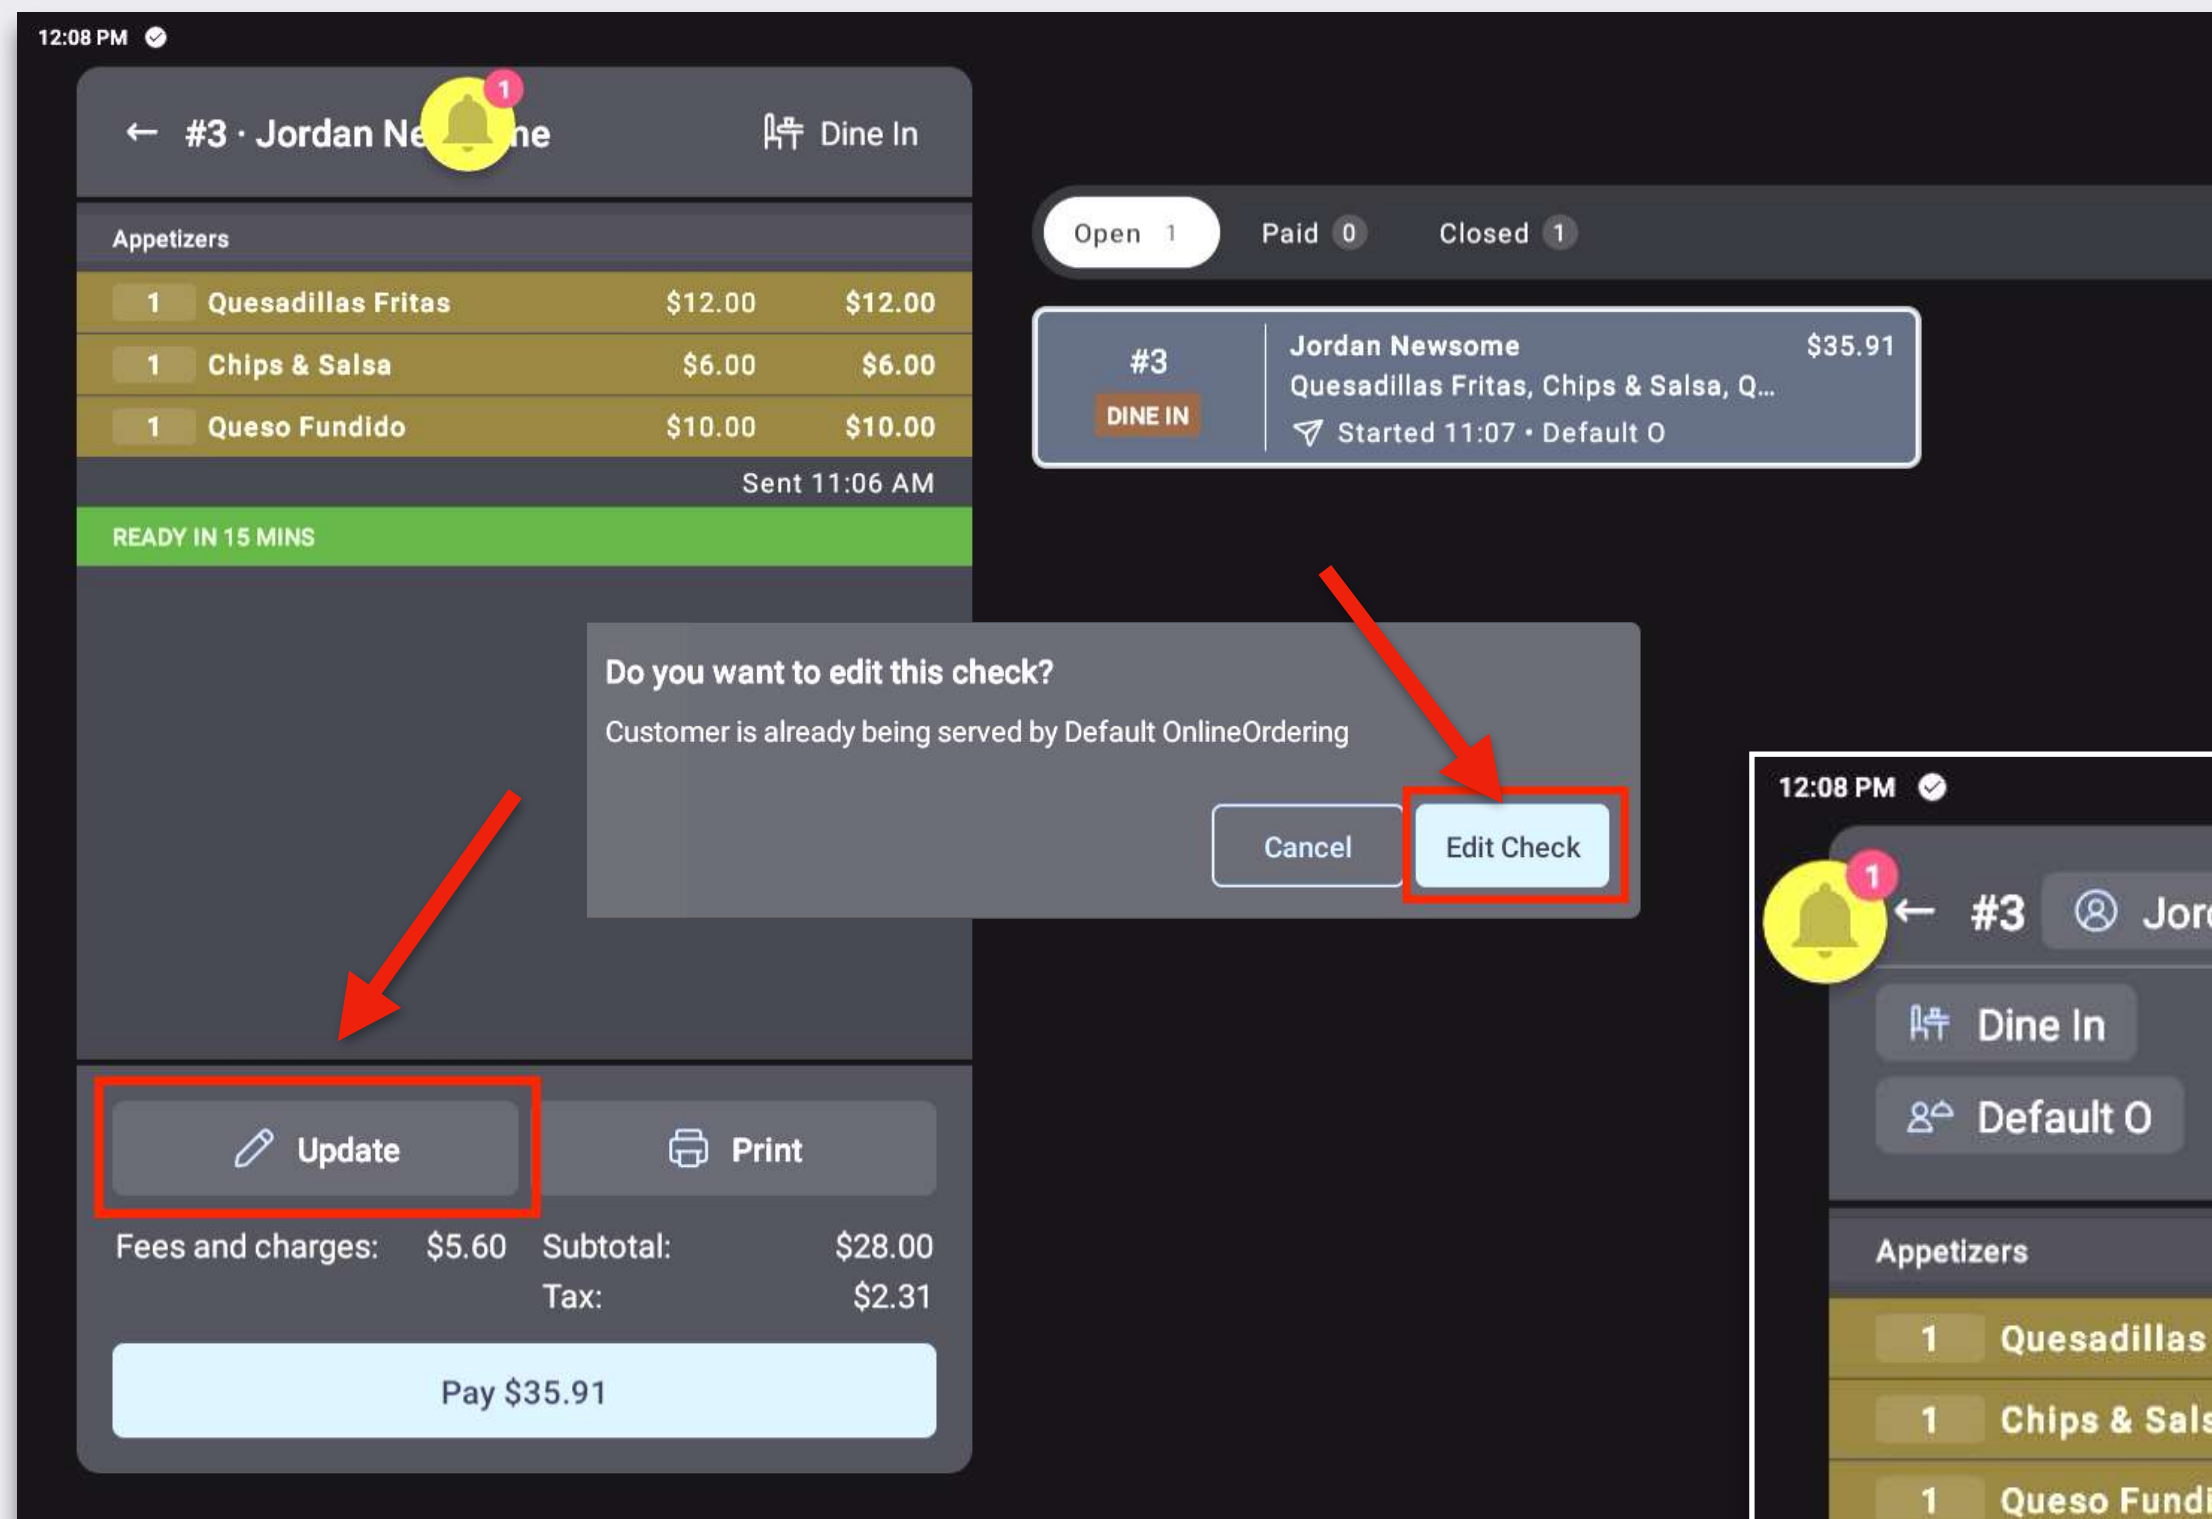 12:08 PM
1
← #3 · Jordan Ne ne Dine In
Appetizers
1 Quesadillas Fritas $12.00 $12.00
1 Chips & Salsa $6.00 $6.00
1 Queso Fundido $10.00 $10.00
Sent 11:06 AM
READY IN 15 MINS
Open 1 Paid 0 Closed 1
#3
DINE IN
Jordan Newsome $35.91
Quesadillas Fritas, Chips & Salsa, Q...
Started 11:07 • Default O
Do you want to edit this check?
Customer is already being served by Default OnlineOrdering
Cancel Edit Check
Update Print
Fees and charges: $5.60 Subtotal: $28.00
Tax: $2.31
Pay $35.91
12:08 PM
1
← #3 Jor
Dine In
Default O
Appetizers
1 Quesadillas
1 Chips & Sals
1 Queso Fundi